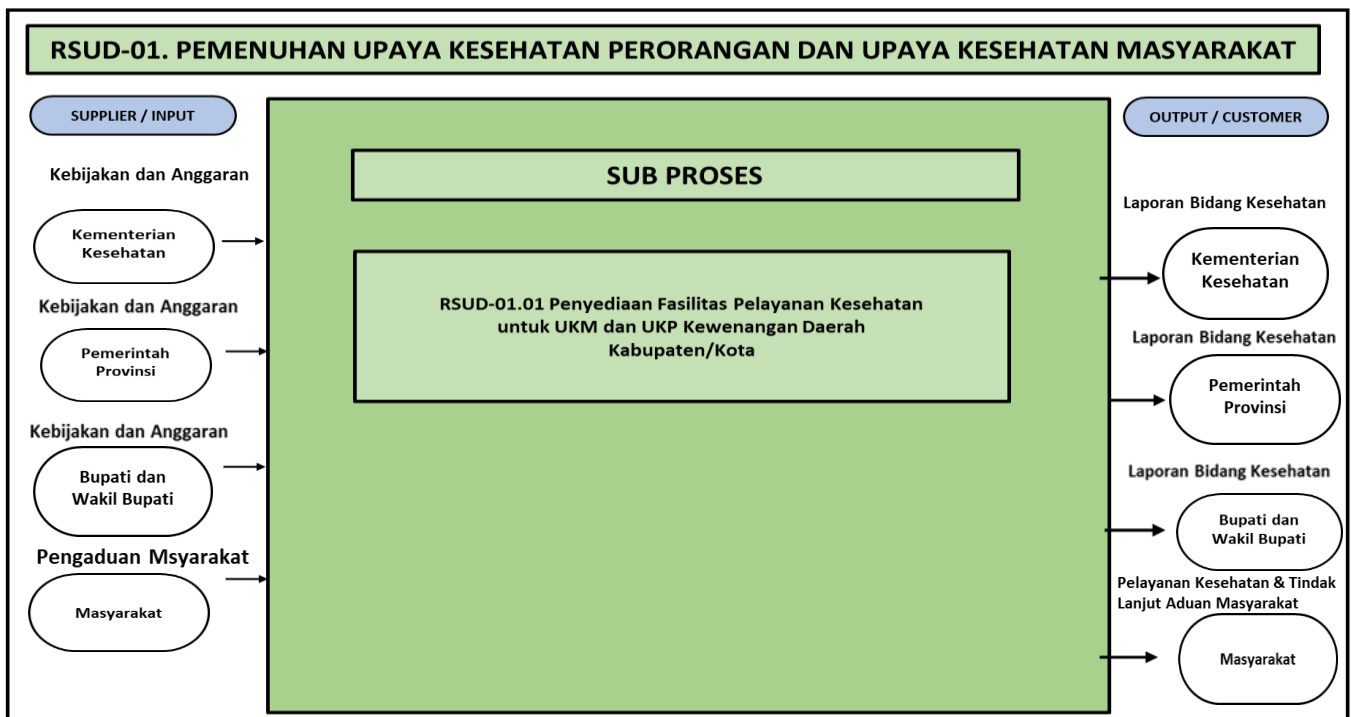 RSUD-01. PEMENUHAN UPAYA KESEHATAN PERORANGAN DAN UPAYA KESEHATAN MASYARAKAT
SUPPLIER / INPUT
Kebijakan dan Anggaran
Kementerian
Kesehatan
Kebijakan dan Anggaran
Pemerintah
Provinsi
Kebijakan dan Anggaran
Bupati dan
Wakil Bupati
Pengaduan Msyarakat
Masyarakat
SUB PROSES
RSUD-01.01 Penyediaan Fasilitas Pelayanan Kesehatan
untuk UKM dan UKP Kewenangan Daerah
Kabupaten/Kota
OUTPUT / CUSTOMER
Laporan Bidang Kesehatan
Kementerian
Kesehatan
Laporan Bidang Kesehatan
Pemerintah
Provinsi
Laporan Bidang Kesehatan
Bupati dan
Wakil Bupati
Pelayanan Kesehatan & Tindak
Lanjut Aduan Masyarakat
Masyarakat